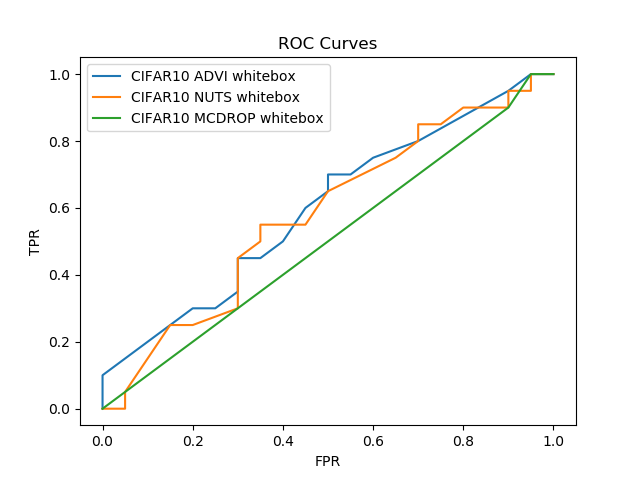 ROC Curves
CIFAR10 ADVI whitebox
CIFAR10 NUTS whitebox
CIFAR10 MCDROP whitebox
TPR
1.0
0.8
0.6
0.4
0.2
0.0
0.0 0.2 0.4 0.6 0.8 1.0
FPR